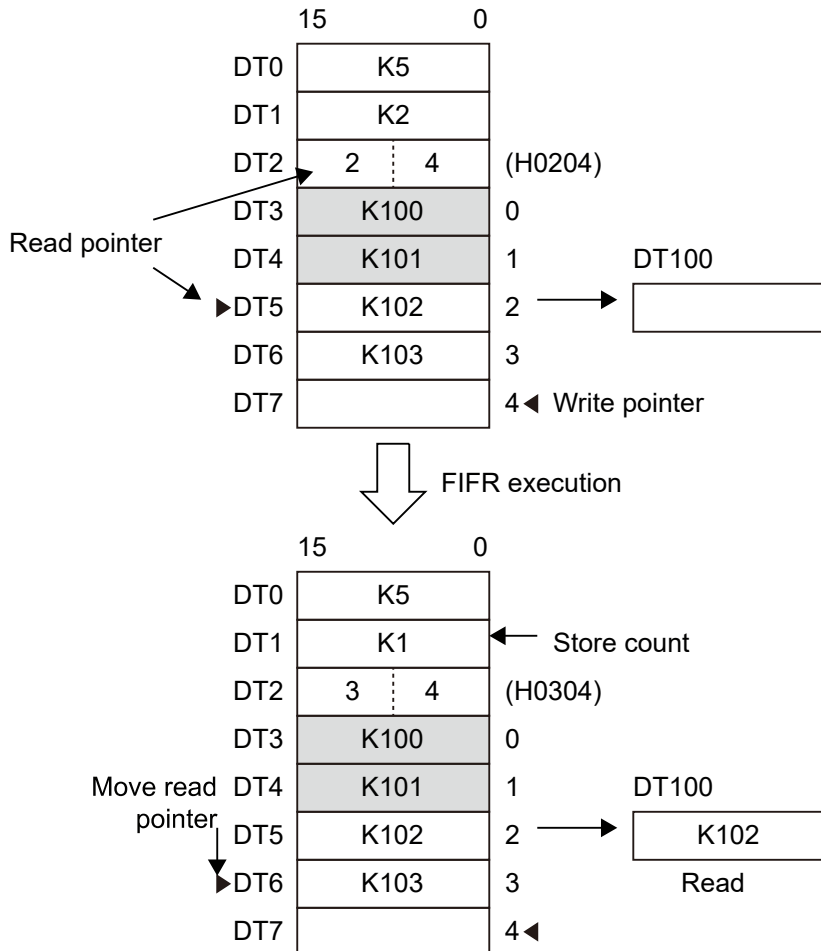 15 0
DT0 K5
DT1 K2
DT2 2 4 (H0204)
DT3 K100 0
Read pointer
DT4 K101 1 DT100
DT5 K102 2
DT6 K103 3
DT7 4 Write pointer
FIFR execution
15 0
DT0 K5
DT1 K1 Store count
DT2 3 4 (H0304)
DT3 K100 0
Move read pointer
DT4 K101 1 DT100
DT5 K102 2 K102
DT6 K103 3 Read
DT7 4